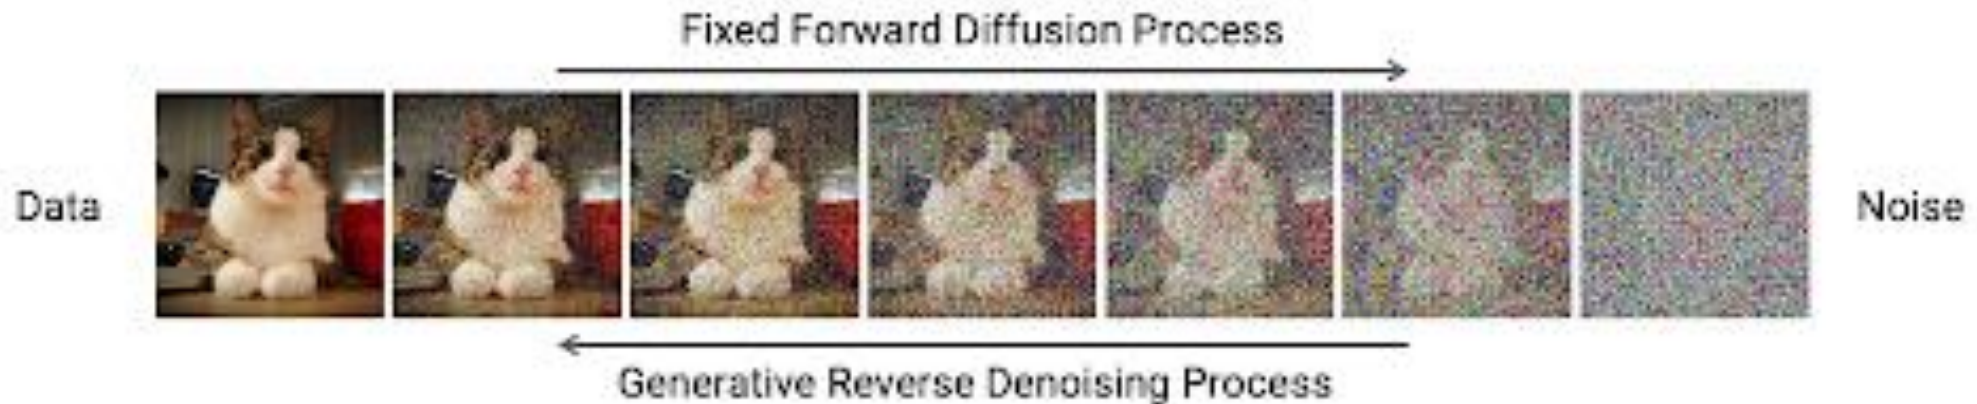 Fixed Forward Diffusion Process
Data
Noise
Generative Reverse Denoising Process